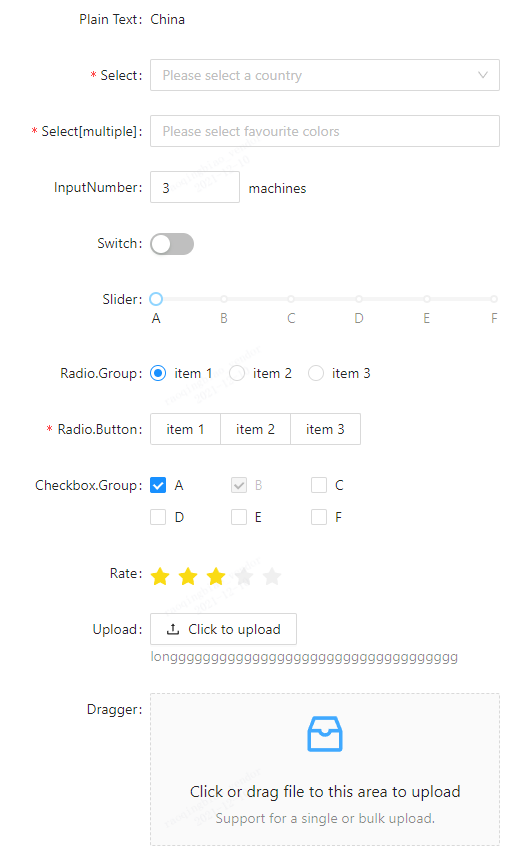 Plain Text: China
* Select: Please select a country
* Select[multiple]: Please select favourite colors
InputNumber: 3 machines
Switch:
Slider:
A B C D E F
Radio.Group: item 1 item 2 item 3
* Radio.Button: item 1 item 2 item 3
Checkbox.Group: A B C
D E F
Rate:
Upload: Click to upload
longgggggggggggggggggggggggggggggggggg
Dragger:
Click or drag file to this area to upload
Support for a single or bulk upload.